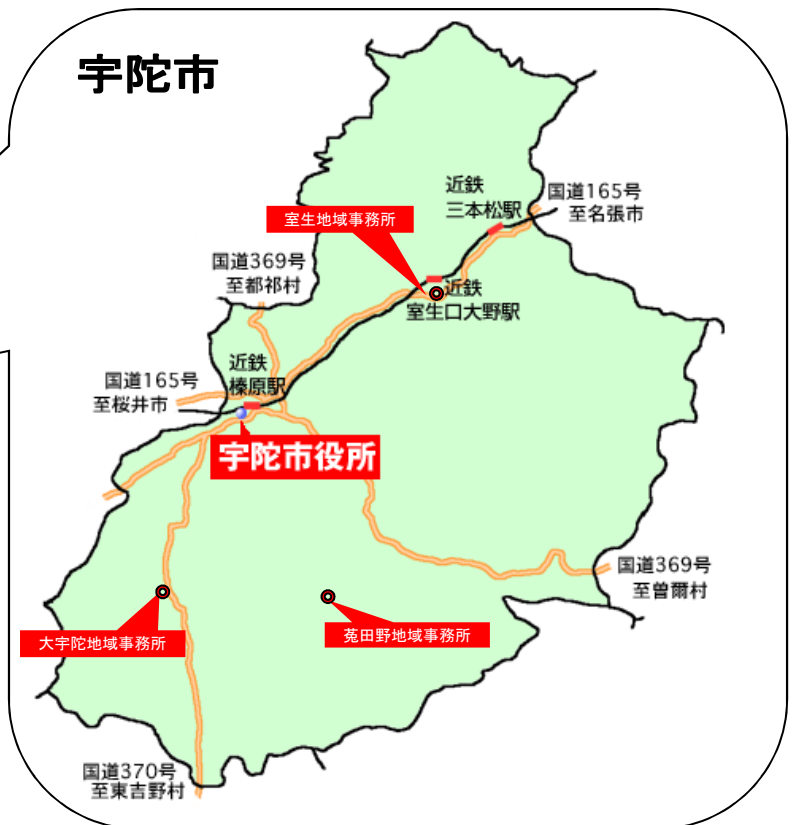 宇陀市
近鉄
三本松駅
国道165号
至名張市
室生地域事務所
国道369号
至都祁村
近鉄
室生口大野駅
近鉄
榛原駅
国道165号
至桜井市
宇陀市役所
国道369号
至曽爾村
大宇陀地域事務所
菟田野地域事務所
国道370号
至東吉野村